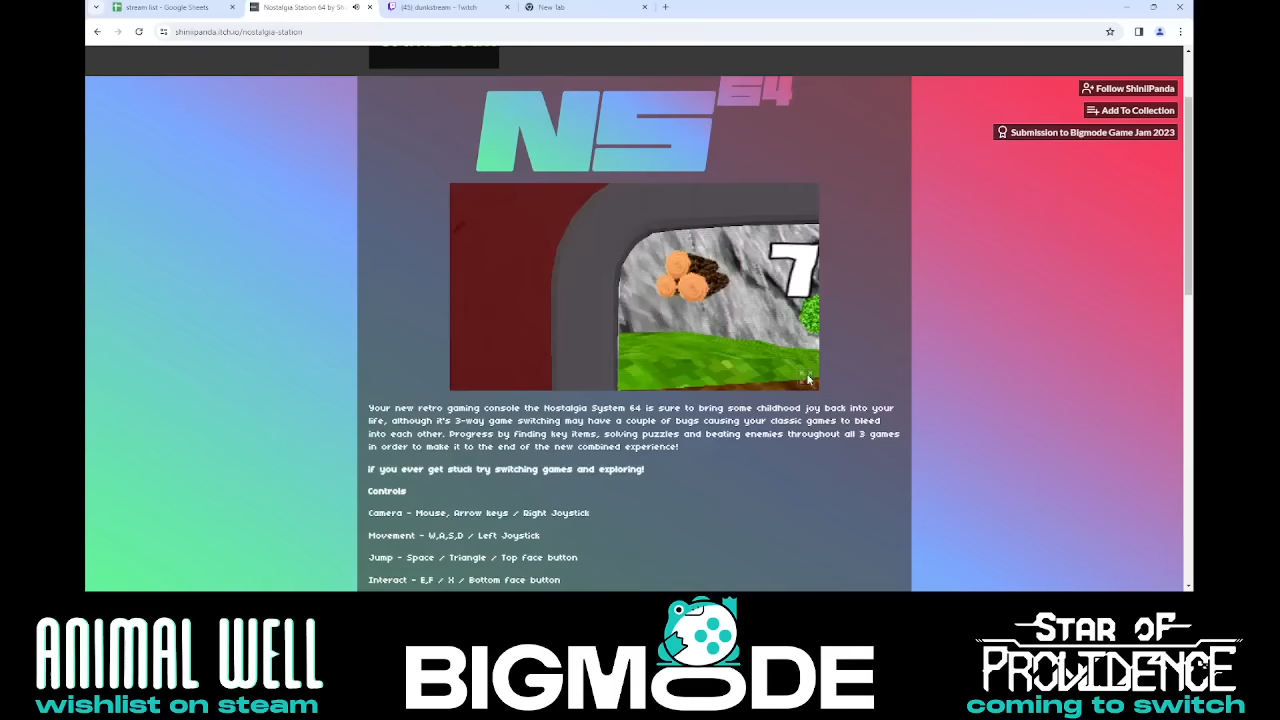 stream list - Google Sheets
Nostalgia Station 64 by Shi
(45) dunkstream - Twitch
New Tab
shiniipanda.itch.io/nostalgia-station
Follow ShiniiPanda
Add To Collection
Submission to Bigmode Game Jam 2023
NS 64
7
Your new retro gaming console the Nostalgia System 64 is sure to bring some childhood joy back into your
life, although it's 3-way game switching may have a couple of bugs causing your classic games to bleed
into each other. Progress by finding key items, solving puzzles and beating enemies throughout all 3 games
in order to make it to the end of the new combined experience!
If you ever get stuck try switching games and exploring!
Controls
Camera - Mouse, Arrow keys / Right Joystick
Movement - W,A,S,D / Left Joystick
Jump - Space / Triangle / Top face button
Interact - E,F / X / Bottom face button
ANIMAL WELL
wishlist on steam
BIGMODE
STAR OF
PROVIDENCE
coming to switch